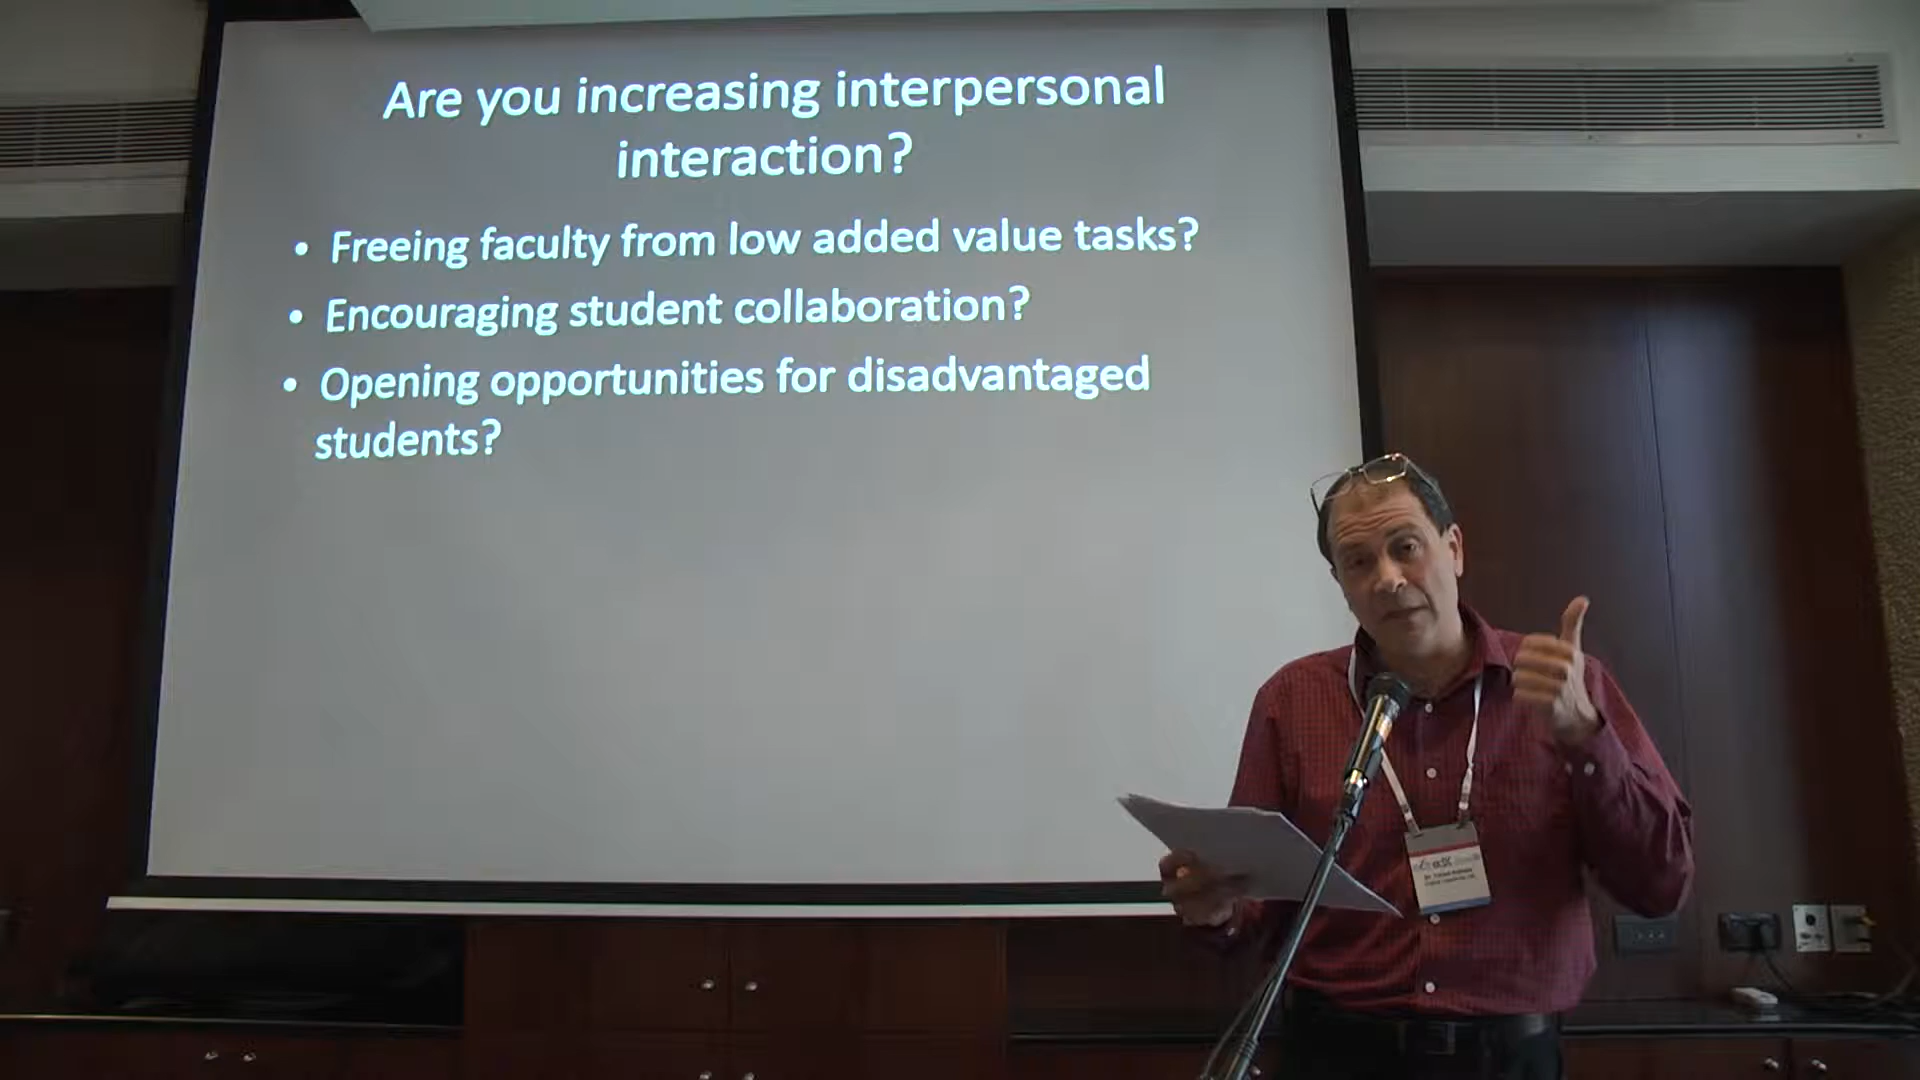 Are you increasing interpersonal
interaction?
• Freeing faculty from low added value tasks?
• Encouraging student collaboration?
• Opening opportunities for disadvantaged
students?
edX